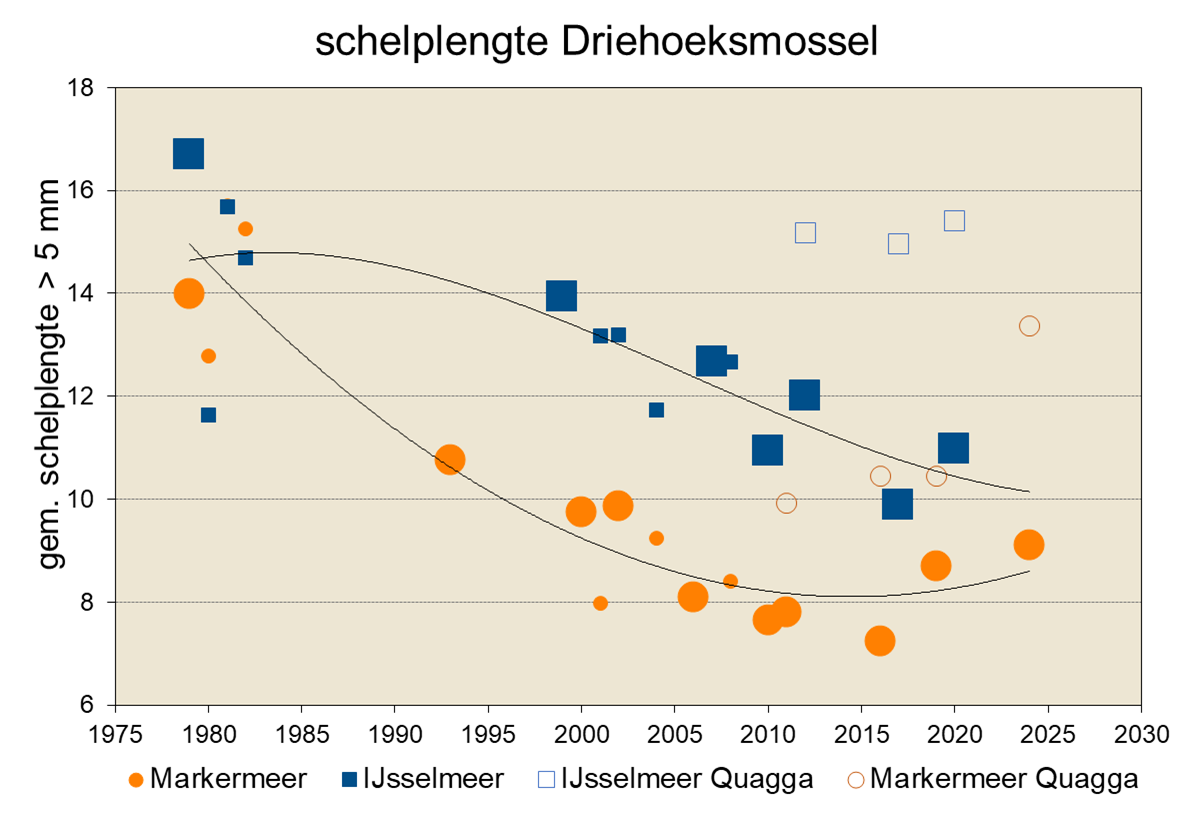 schelplengte Driehoeksmossel
gem. schelplengte > 5 mm
18
16
14
12
10
8
6
1975 1980 1985 1990 1995 2000 2005 2010 2015 2020 2025 2030
Markermeer IJsselmeer IJsselmeer Quagga Markermeer Quagga